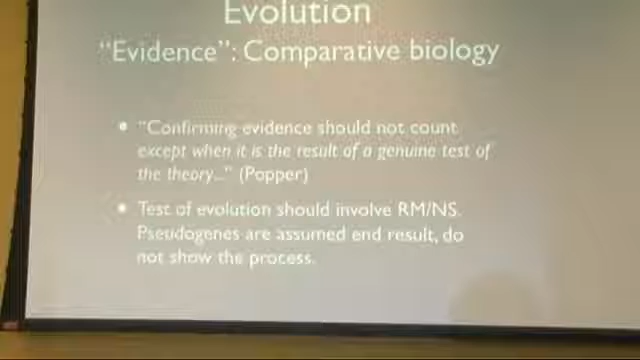 Evolution
"Evidence": Comparative biology
• "Confirming evidence should not count
except when it is the result of a genuine test of
the theory..." (Popper)
• Test of evolution should involve RM/NS.
Pseudogenes are assumed end result, do
not show the process.